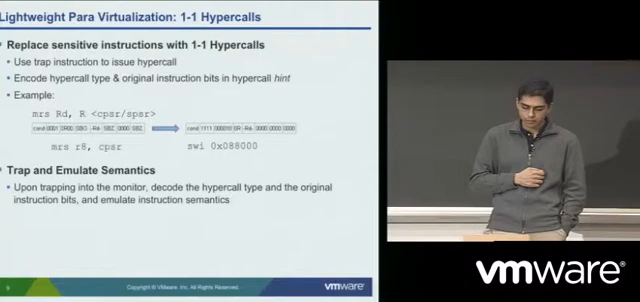 Lightweight Para Virtualization: 1-1 Hypercalls
Replace sensitive instructions with 1-1 Hypercalls
Use trap instruction to issue hypercall
Encode hypercall type & original instruction bits in hypercall hint
Example:
mrs Rd, R <cpsr/spsr>
mrs r8, cpsr
swi 0x088000
Trap and Emulate Semantics
Upon trapping into the monitor, decode the hypercall type and the original
instruction bits, and emulate instruction semantics
9
Copyright © VMware, Inc. All Rights Reserved.
vmware
vmware®